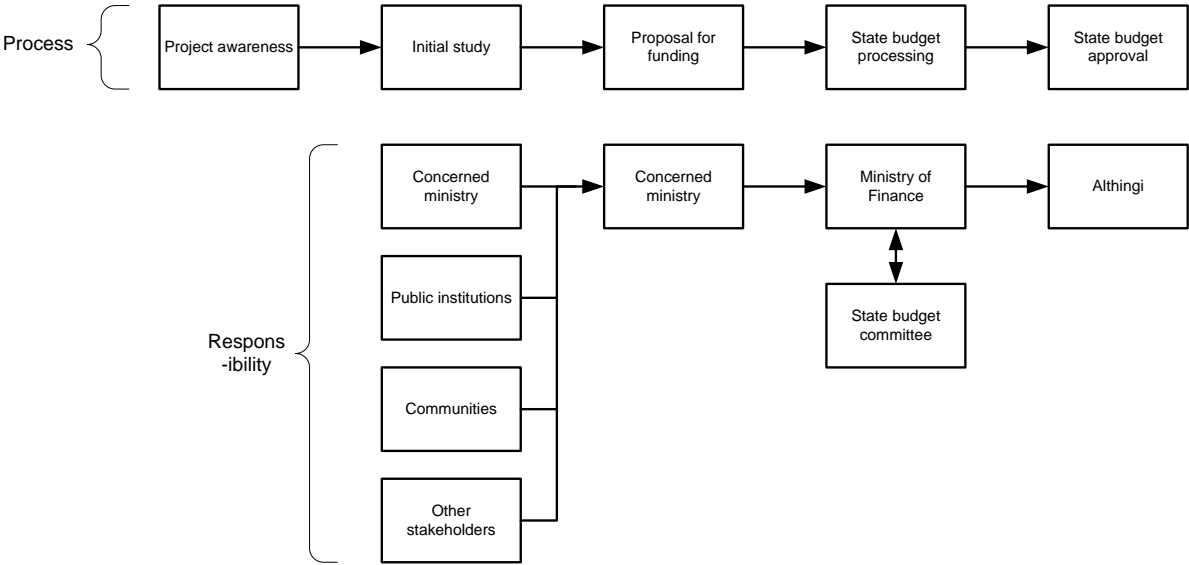 Process
Project awareness
Initial study
Proposal for
funding
State budget
processing
State budget
approval
Respons
-ibility
Concerned
ministry
Concerned
ministry
Ministry of
Finance
Althingi
Public institutions
State budget
committee
Communities
Other
stakeholders